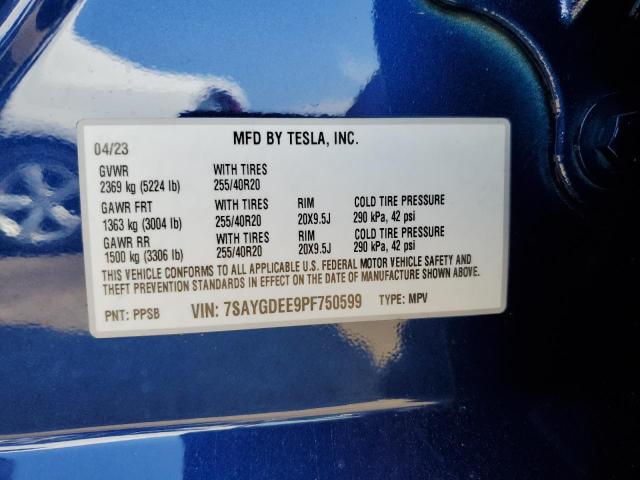 MFD BY TESLA, INC.
04/23
GVWR WITH TIRES
2369 kg (5224 lb) 255/40R20
GAWR FRT WITH TIRES RIM COLD TIRE PRESSURE
1363 kg (3004 lb) 255/40R20 20X9.5J 290 kPa, 42 psi
GAWR RR WITH TIRES RIM COLD TIRE PRESSURE
1500 kg (3306 lb) 255/40R20 20X9.5J 290 kPa, 42 psi
THIS VEHICLE CONFORMS TO ALL APPLICABLE U.S. FEDERAL MOTOR VEHICLE SAFETY AND
THEFT PREVENTION STANDARDS IN EFFECT ON THE DATE OF MANUFACTURE SHOWN ABOVE.
PNT: PPSB VIN: 7SAYGDEE9PF750599 TYPE: MPV